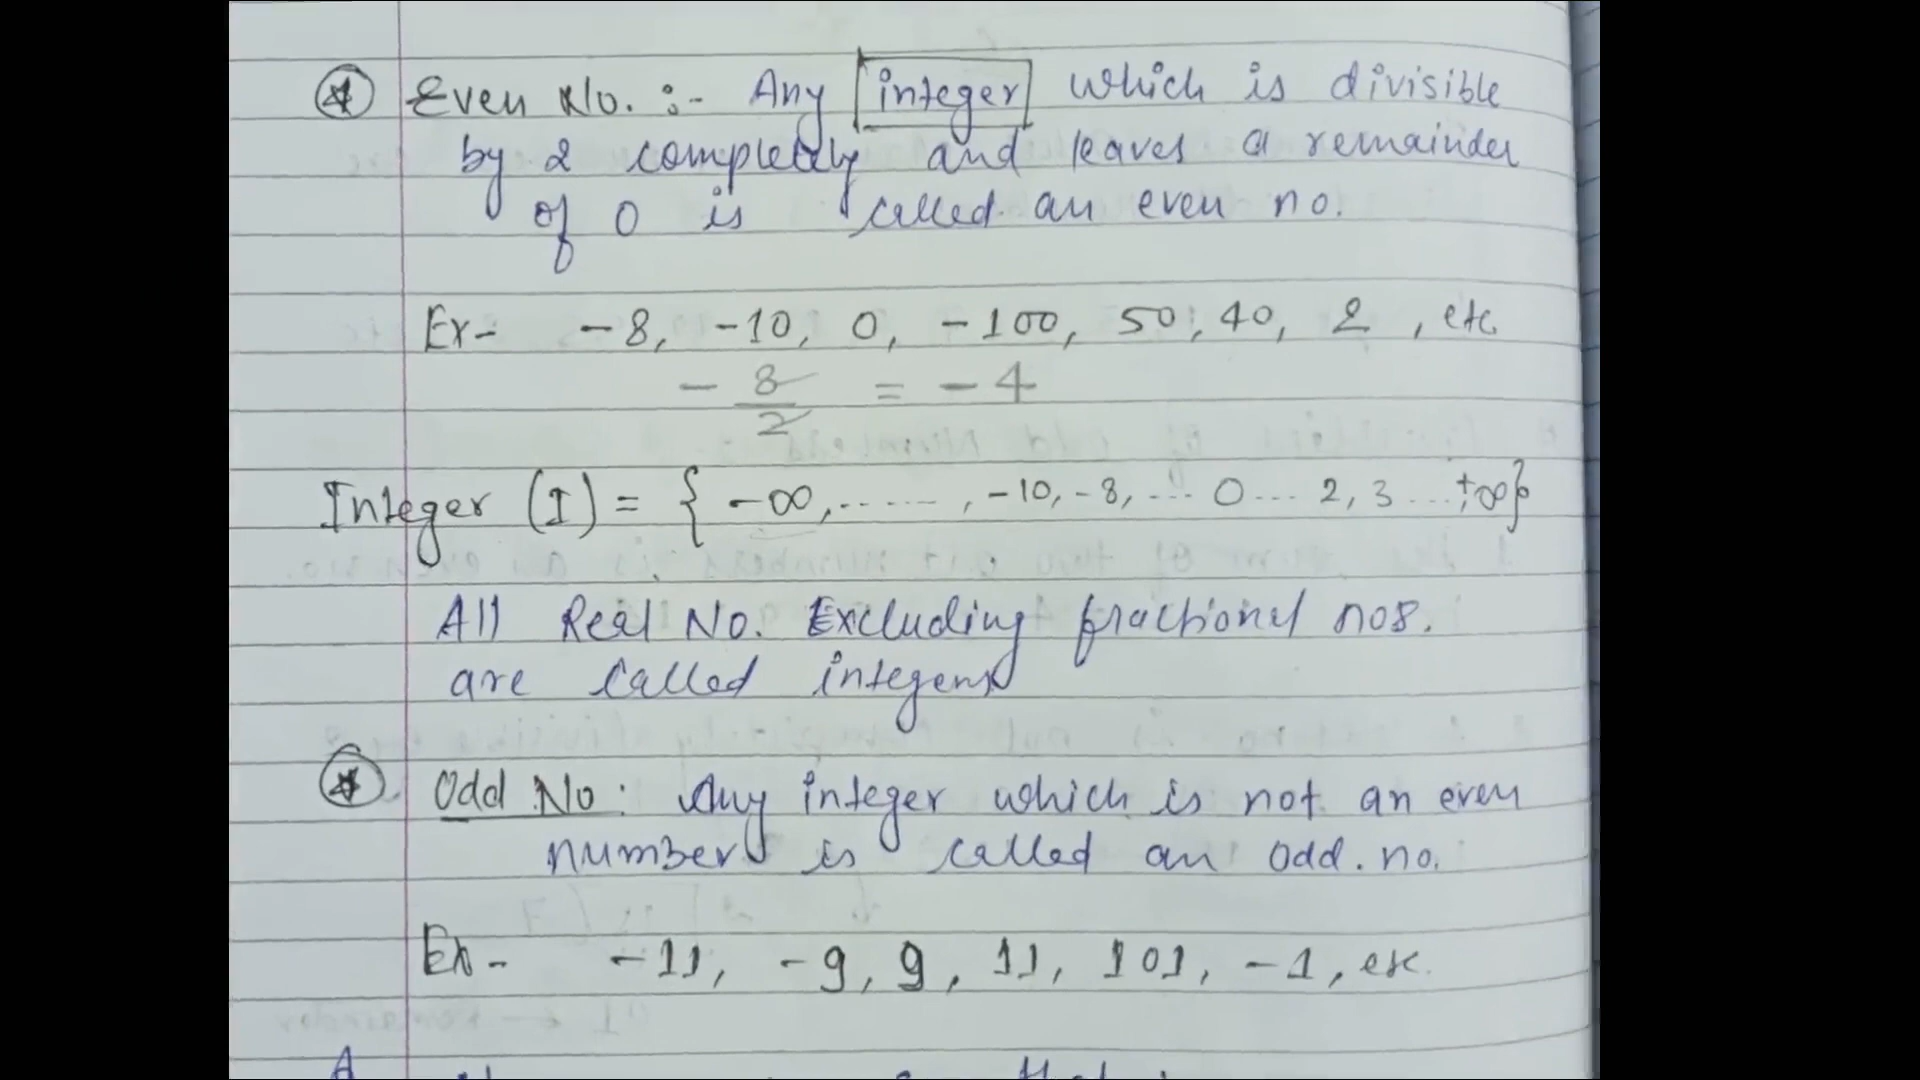 Even No. :- Any integer which is divisible
by 2 completely and leaves a remainder
of 0 is called an even no.
Ex- -8, -10, 0, -100, 50, 40, 2, etc
- 8/2 = -4
Integer (I) = { -∞, ......, -10, -8, ... 0 ... 2, 3 ... +∞}
All Real No. Excluding fractional nos.
are called integers
Odd No: Any integer which is not an even
number is called an odd. no.
Ex- -11, -9, 9, 11, 101, -1, etc.